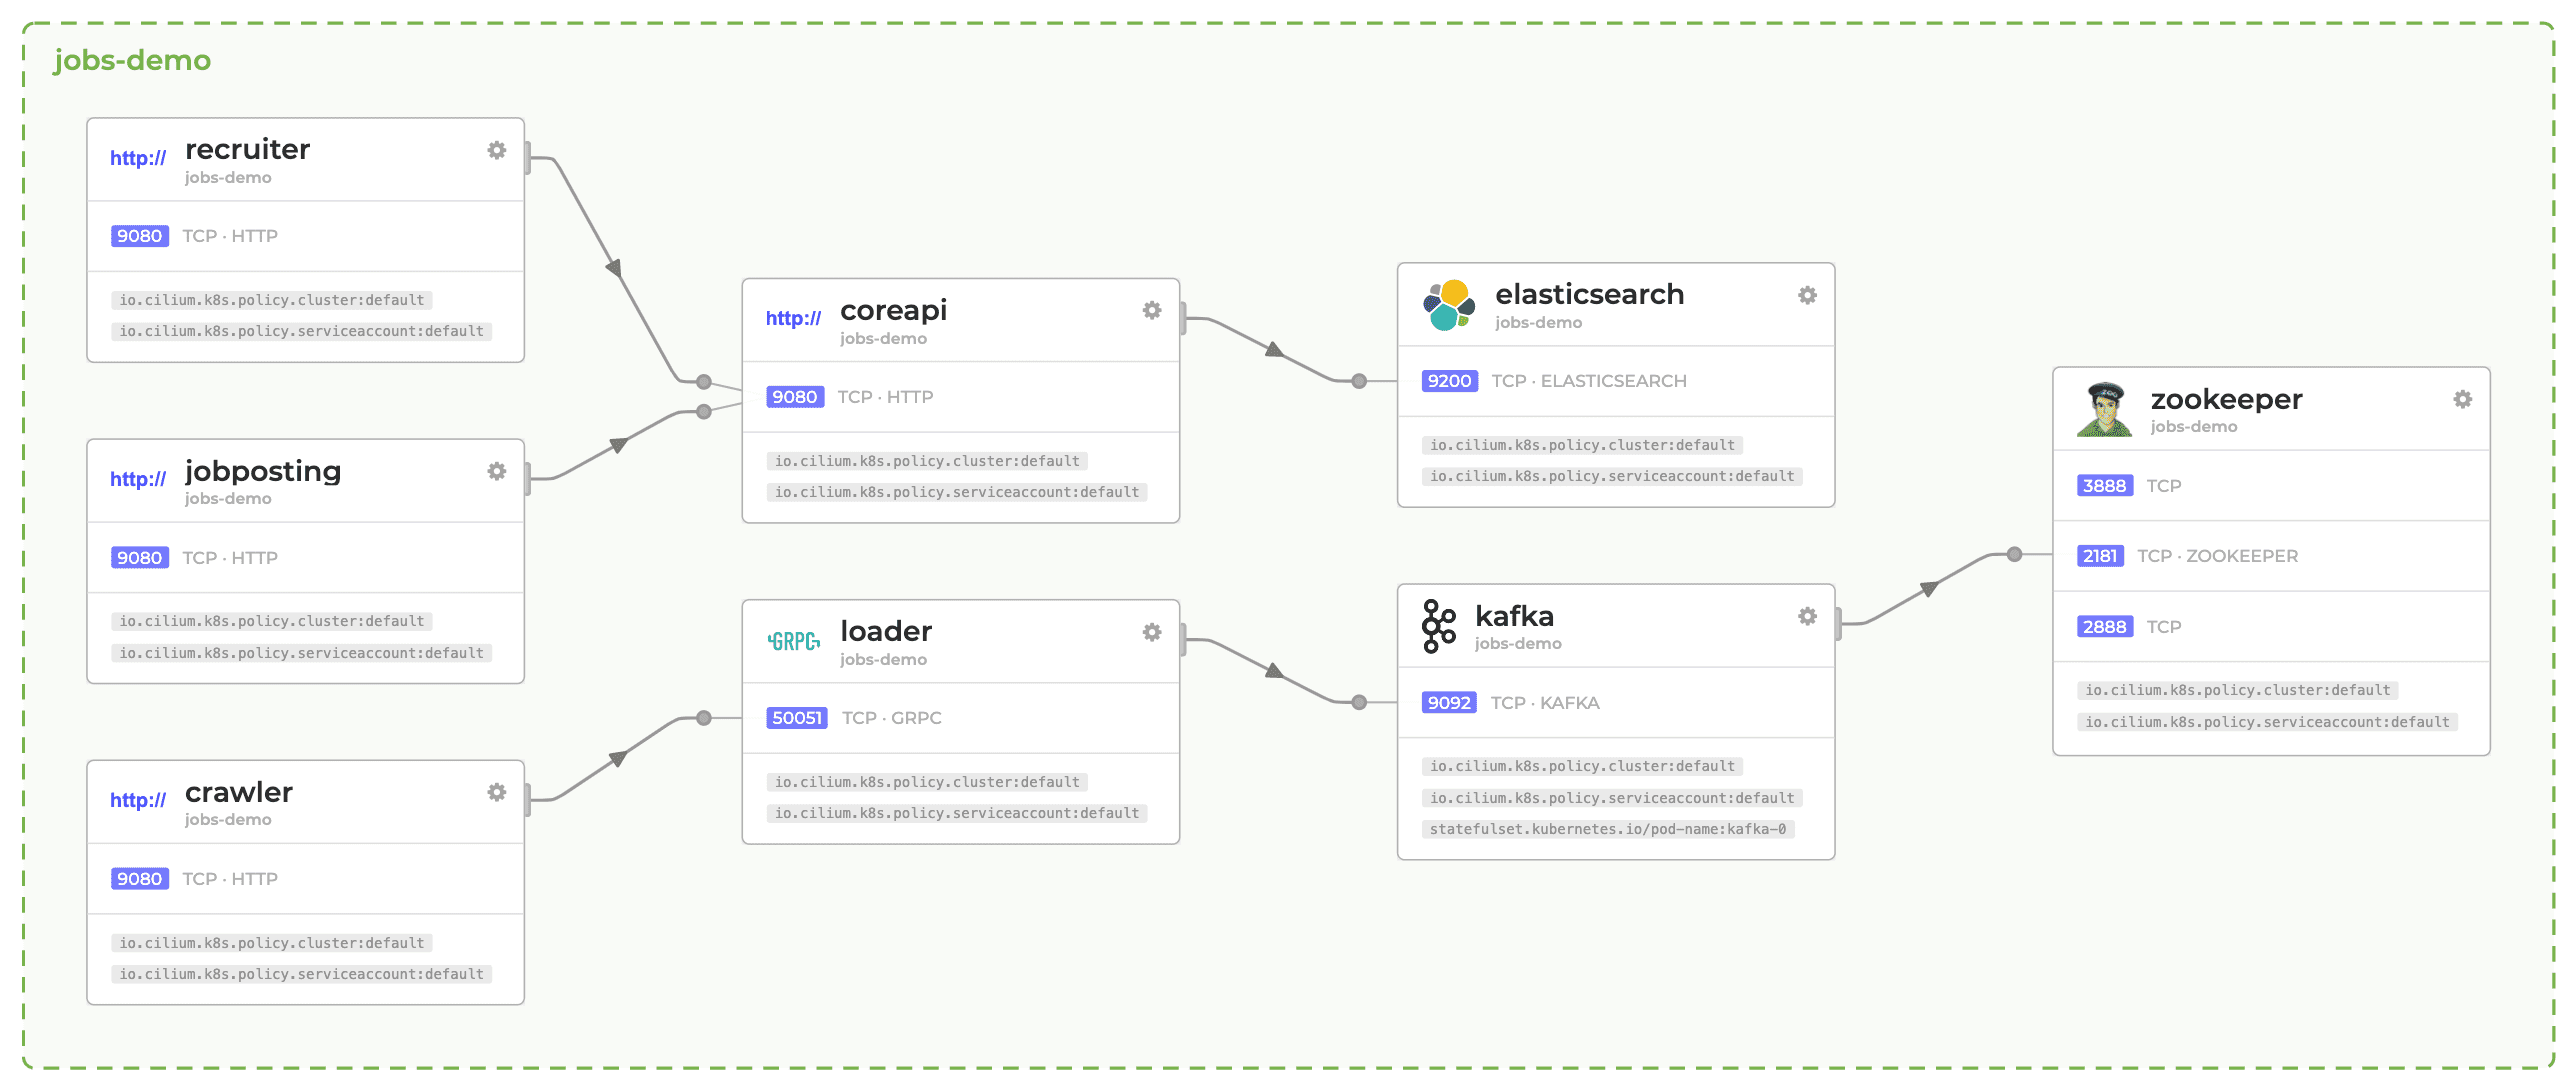 jobs-demo
http:// recruiter
jobs-demo
9080 TCP · HTTP
io.cilium.k8s.policy.cluster:default
io.cilium.k8s.policy.serviceaccount:default
http:// jobposting
jobs-demo
9080 TCP · HTTP
io.cilium.k8s.policy.cluster:default
io.cilium.k8s.policy.serviceaccount:default
http:// crawler
jobs-demo
9080 TCP · HTTP
io.cilium.k8s.policy.cluster:default
io.cilium.k8s.policy.serviceaccount:default
http:// coreapi
jobs-demo
9080 TCP · HTTP
io.cilium.k8s.policy.cluster:default
io.cilium.k8s.policy.serviceaccount:default
GRPC loader
jobs-demo
50051 TCP · GRPC
io.cilium.k8s.policy.cluster:default
io.cilium.k8s.policy.serviceaccount:default
elasticsearch
jobs-demo
9200 TCP · ELASTICSEARCH
io.cilium.k8s.policy.cluster:default
io.cilium.k8s.policy.serviceaccount:default
kafka
jobs-demo
9092 TCP · KAFKA
io.cilium.k8s.policy.cluster:default
io.cilium.k8s.policy.serviceaccount:default
statefulset.kubernetes.io/pod-name:kafka-0
zookeeper
jobs-demo
3888 TCP
2181 TCP · ZOOKEEPER
2888 TCP
io.cilium.k8s.policy.cluster:default
io.cilium.k8s.policy.serviceaccount:default